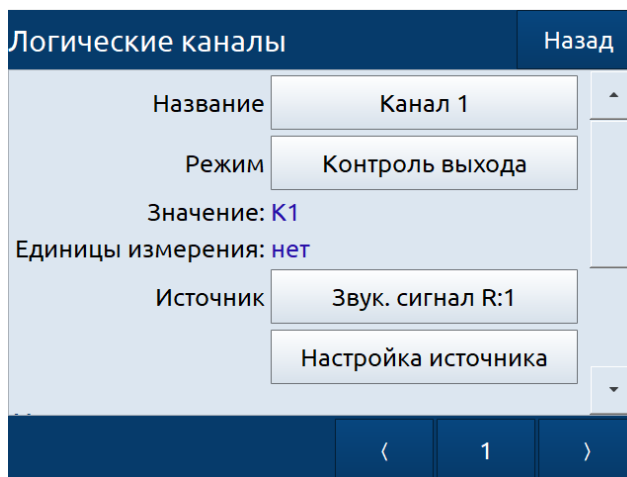 Логические каналы
Назад
Название
Канал 1
Режим
Контроль выхода
Значение: К1
Единицы измерения: нет
Источник
Звук. сигнал R:1
Настройка источника
〈 1 〉